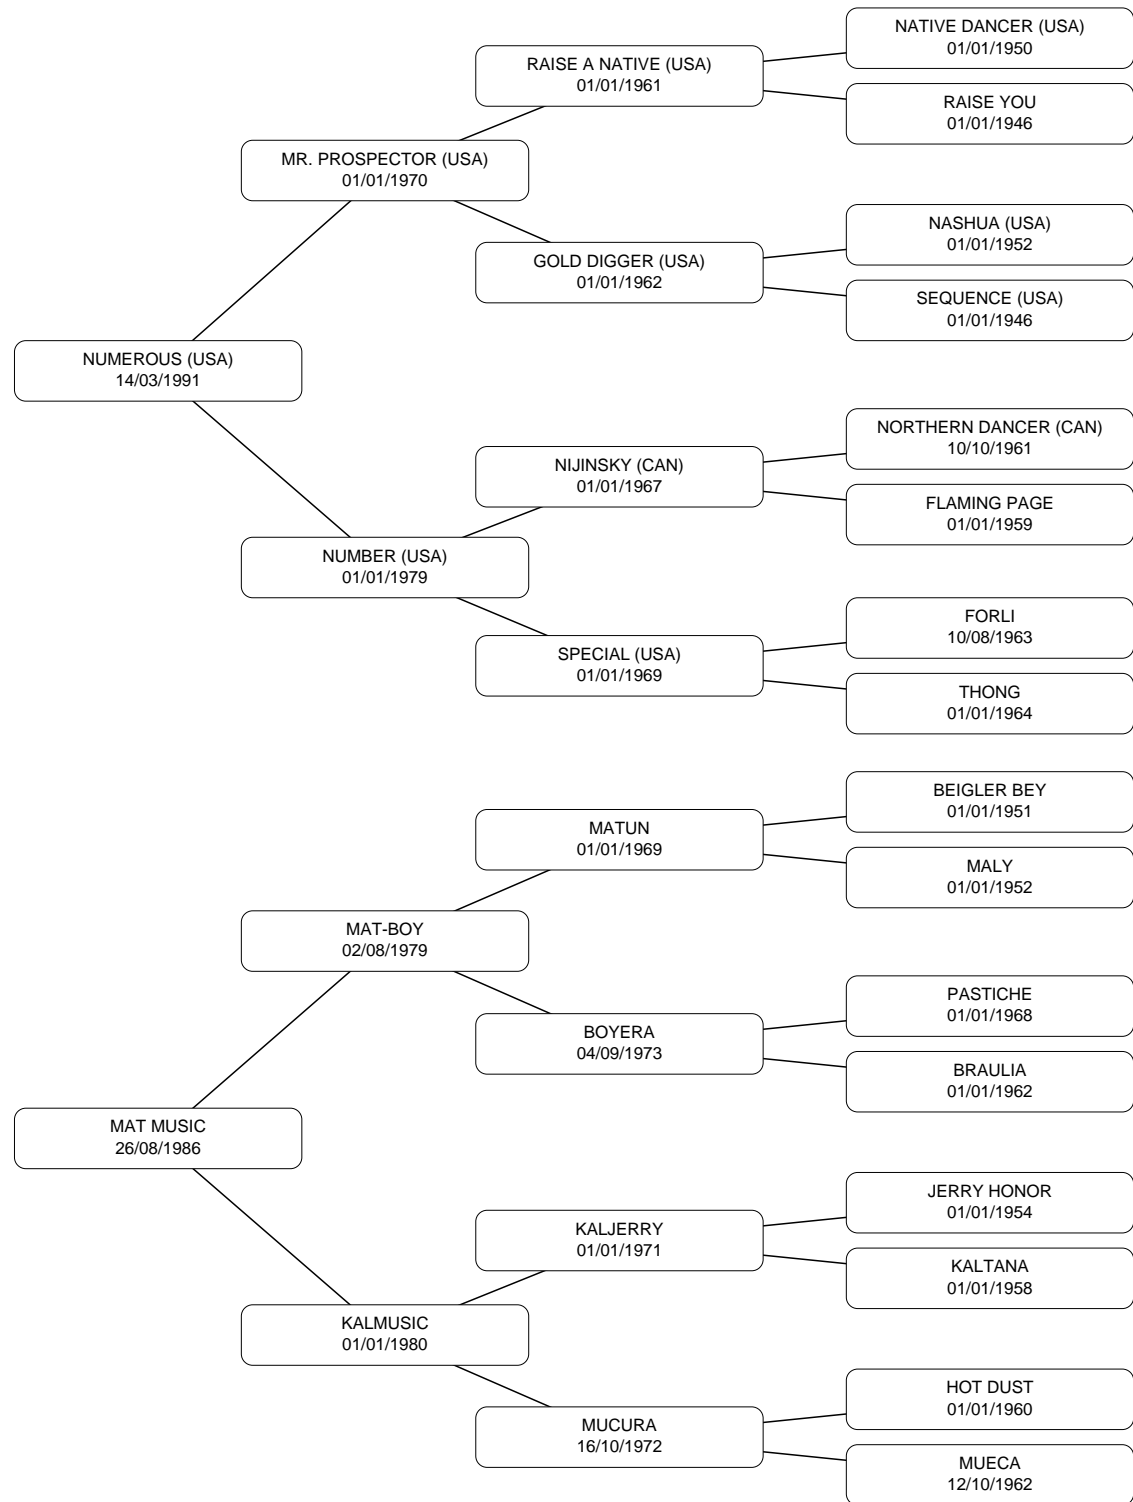 NATIVE DANCER (USA)
01/01/1950
RAISE A NATIVE (USA)
01/01/1961
RAISE YOU
01/01/1946
MR. PROSPECTOR (USA)
01/01/1970
NASHUA (USA)
01/01/1952
GOLD DIGGER (USA)
01/01/1962
SEQUENCE (USA)
01/01/1946
NUMEROUS (USA)
14/03/1991
NORTHERN DANCER (CAN)
10/10/1961
NIJINSKY (CAN)
01/01/1967
FLAMING PAGE
01/01/1959
NUMBER (USA)
01/01/1979
FORLI
10/08/1963
SPECIAL (USA)
01/01/1969
THONG
01/01/1964
BEIGLER BEY
01/01/1951
MATUN
01/01/1969
MALY
01/01/1952
MAT-BOY
02/08/1979
PASTICHE
01/01/1968
BOYERA
04/09/1973
BRAULIA
01/01/1962
MAT MUSIC
26/08/1986
JERRY HONOR
01/01/1954
KALJERRY
01/01/1971
KALTANA
01/01/1958
KALMUSIC
01/01/1980
HOT DUST
01/01/1960
MUCURA
16/10/1972
MUECA
12/10/1962